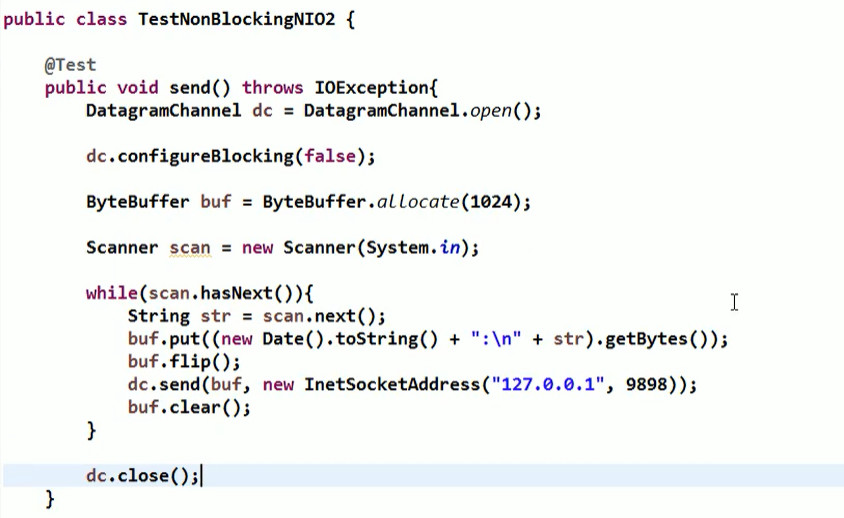 public class TestNonBlockingNIO2 {
@Test
public void send() throws IOException{
DatagramChannel dc = DatagramChannel.open();
dc.configureBlocking(false);
ByteBuffer buf = ByteBuffer.allocate(1024);
Scanner scan = new Scanner(System.in);
while(scan.hasNext()){
String str = scan.next();
buf.put((new Date().toString() + ":\n" + str).getBytes());
buf.flip();
dc.send(buf, new InetSocketAddress("127.0.0.1", 9898));
buf.clear();
}
dc.close();
}